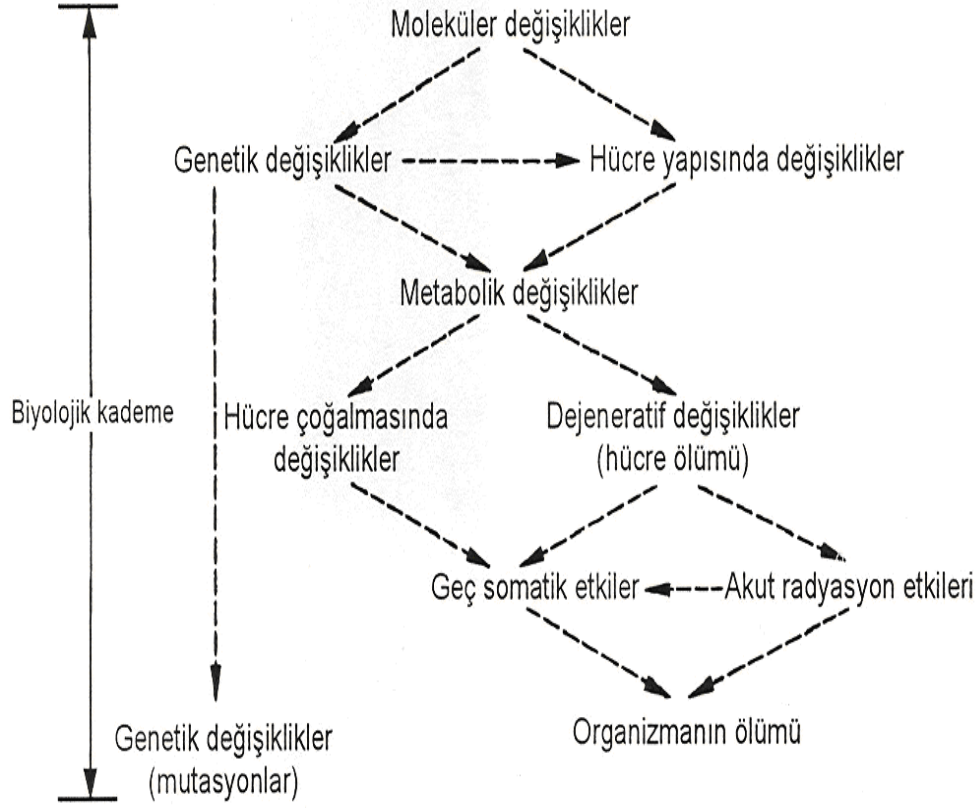 Moleküler değişiklikler
Genetik değişiklikler
Hücre yapısında değişiklikler
Metabolik değişiklikler
Biyolojik kademe
Hücre çoğalmasında
değişiklikler
Dejeneratif değişiklikler
(hücre ölümü)
Geç somatik etkiler
Akut radyasyon etkileri
Genetik değişiklikler
(mutasyonlar)
Organizmanın ölümü